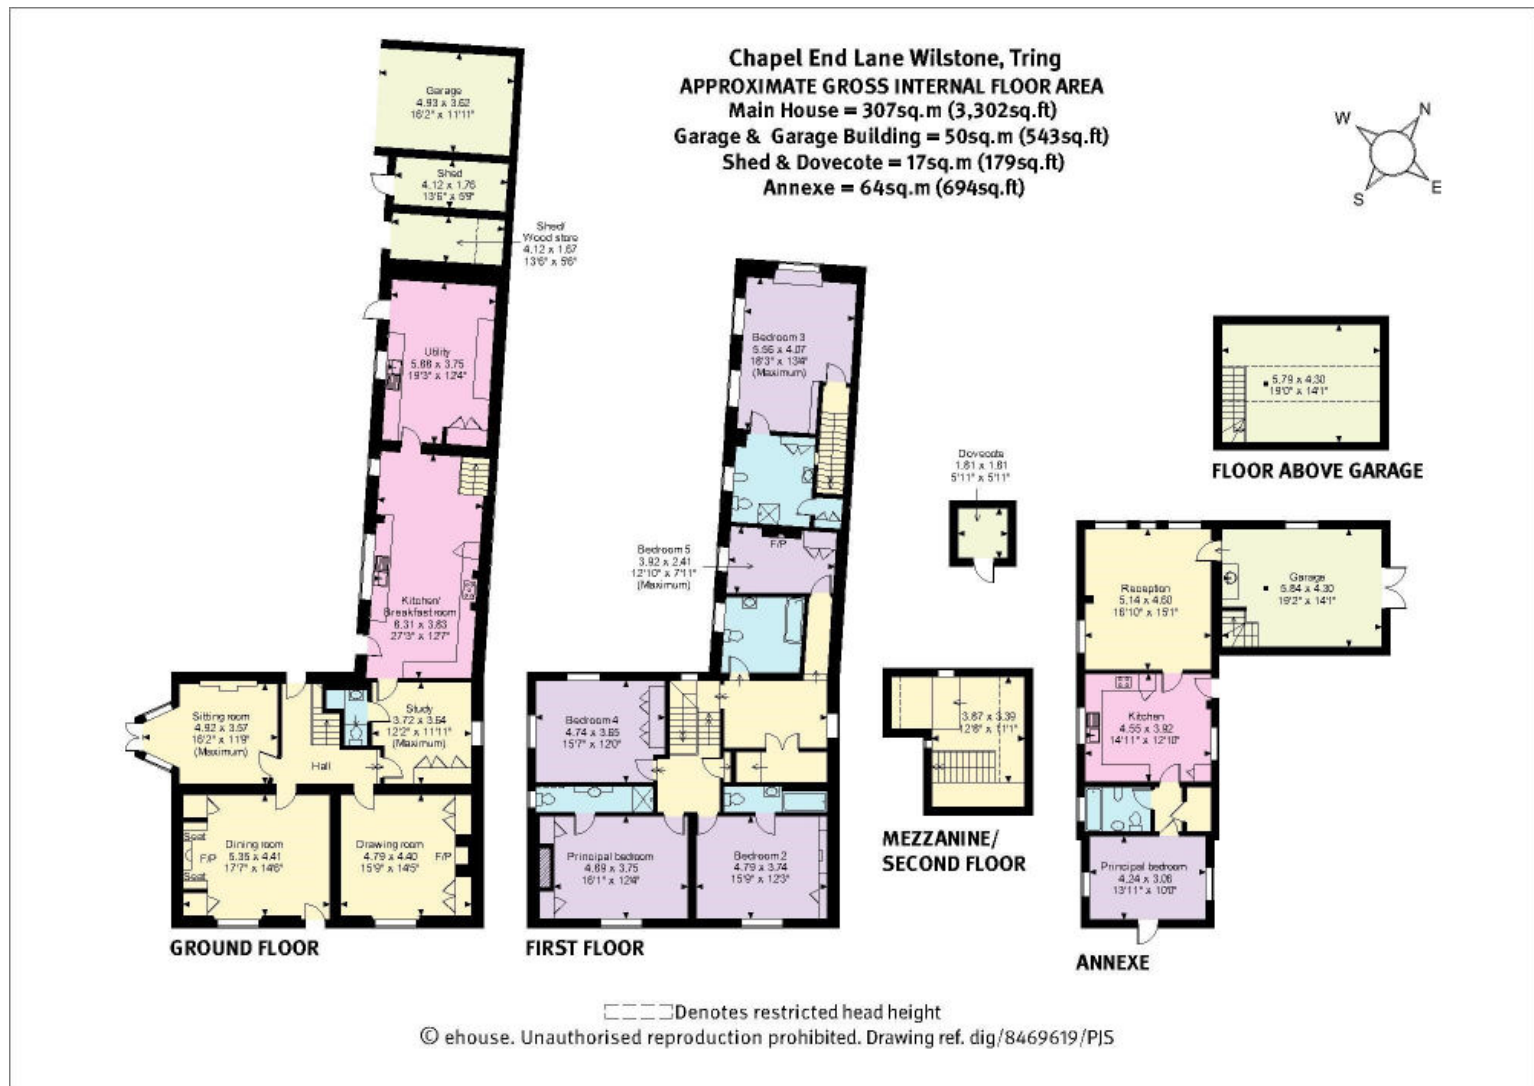 Chapel End Lane Wilstone, Tring
APPROXIMATE GROSS INTERNAL FLOOR AREA
Main House = 307sq.m (3,302sq.ft)
Garage & Garage Building = 50sq.m (543sq.ft)
Shed & Dovecote = 17sq.m (179sq.ft)
Annexe = 64sq.m (694sq.ft)
W
N
S
E
Garage
4.93 x 3.62
16'2" x 11'11"
Shed
4.12 x 1.76
13'6" x 5'9"
Shed/
Wood store
4.12 x 1.67
13'6" x 5'6"
Utility
5.88 x 3.75
19'3" x 12'4"
Kitchen/
Breakfast room
8.31 x 3.83
27'3" x 12'7"
Sitting room
4.92 x 3.57
16'2" x 11'9"
(Maximum)
Hall
Study
3.72 x 3.64
12'2" x 11'11"
(Maximum)
Seat
F/P
Seat
Dining room
5.35 x 4.41
17'7" x 14'6"
Drawing room
4.79 x 4.40
15'9" x 14'5"
F/P
GROUND FLOOR
Bedroom 3
5.56 x 4.07
18'3" x 13'4"
(Maximum)
Bedroom 5
3.92 x 2.41
12'10" x 7'11"
(Maximum)
F/P
Bedroom 4
4.74 x 3.65
15'7" x 12'0"
Principal bedroom
4.89 x 3.75
16'1" x 12'4"
Bedroom 2
4.79 x 3.74
15'9" x 12'3"
FIRST FLOOR
3.87 x 3.39
12'8" x 11'1"
MEZZANINE/
SECOND FLOOR
Dovecote
1.81 x 1.81
5'11" x 5'11"
5.79 x 4.30
19'0" x 14'1"
FLOOR ABOVE GARAGE
Reception
5.14 x 4.60
16'10" x 15'1"
Garage
5.84 x 4.30
19'2" x 14'1"
Kitchen
4.55 x 3.92
14'11" x 12'10"
Principal bedroom
4.24 x 3.06
13'11" x 10'0"
ANNEXE
Denotes restricted head height
© ehouse. Unauthorised reproduction prohibited. Drawing ref. dig/8469619/PJS